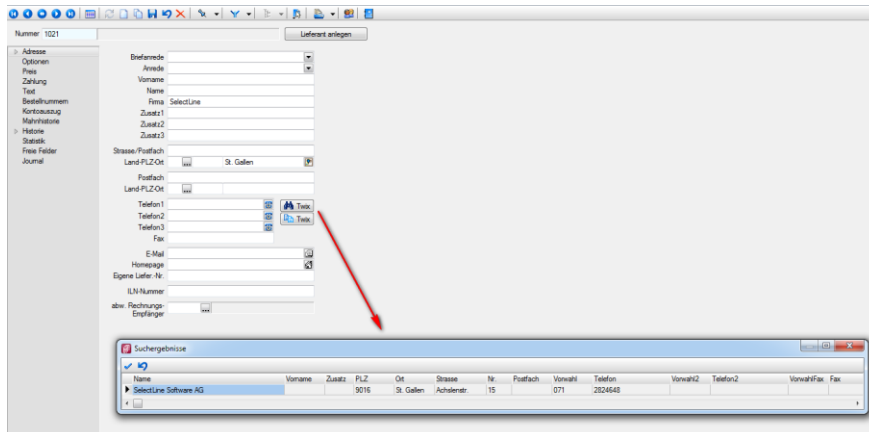 Nummer 1021
Lieferant anlegen
Adresse
Optionen
Preis
Zahlung
Text
Bestellnummern
Kontoauszug
Mahnhistorie
Historie
Statistik
Freie Felder
Journal
Briefanrede
Anrede
Vorname
Name
Firma SelectLine
Zusatz1
Zusatz2
Zusatz3
Strasse/Postfach
Land-PLZ-Ort ... St. Gallen
Postfach
Land-PLZ-Ort ...
Telefon1 Twix
Telefon2 Twix
Telefon3
Fax
E-Mail
Homepage
Eigene Liefer.-Nr.
ILN-Nummer
abw. Rechnungs-
Empfänger ...
Suchergebnisse
Name Vorname Zusatz PLZ Ort Strasse Nr. Postfach Vorwahl Telefon Vorwahl2 Telefon2 VorwahlFax Fax
SelectLine Software AG 9016 St. Gallen Achslenstr. 15 071 2824648